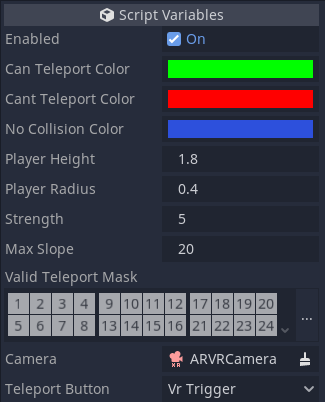 Script Variables
Enabled On
Can Teleport Color
Cant Teleport Color
No Collision Color
Player Height 1.8
Player Radius 0.4
Strength 5
Max Slope 20
Valid Teleport Mask
1 2 3 4 9 10 11 12 17 18 19 20
5 6 7 8 13 14 15 16 21 22 23 24 ...
Camera XR ARVRCamera
Teleport Button Vr Trigger